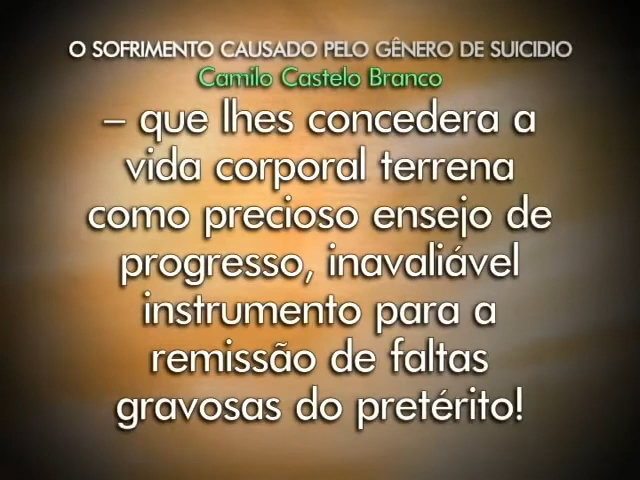 O SOFRIMENTO CAUSADO PELO GÊNERO DE SUICIDIO
Camilo Castelo Branco
– que lhes concedera a
vida corporal terrena
como precioso ensejo de
progresso, inavaliável
instrumento para a
remissão de faltas
gravosas do pretérito!